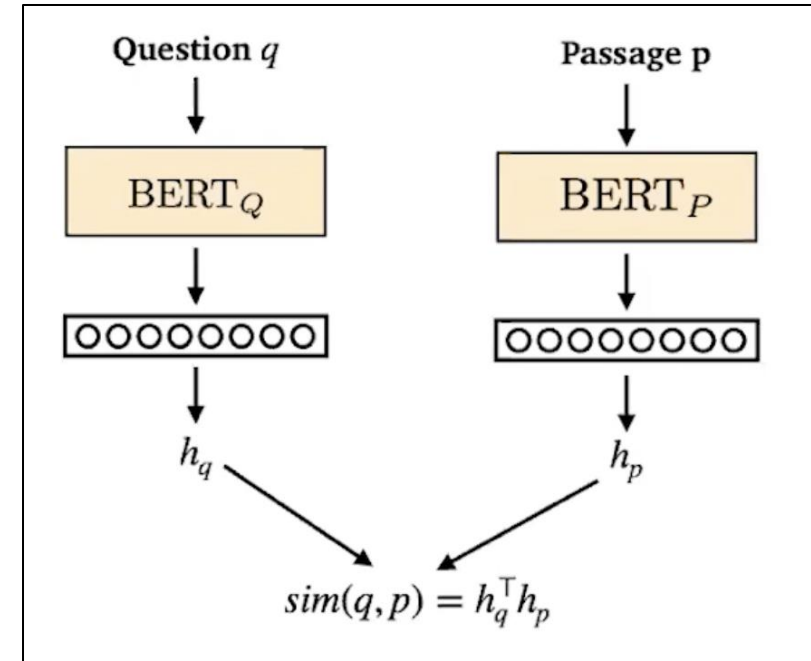 Question q
Passage p
BERT_Q
BERT_P
h_q
h_p
sim(q, p) = h_q^⊤ h_p